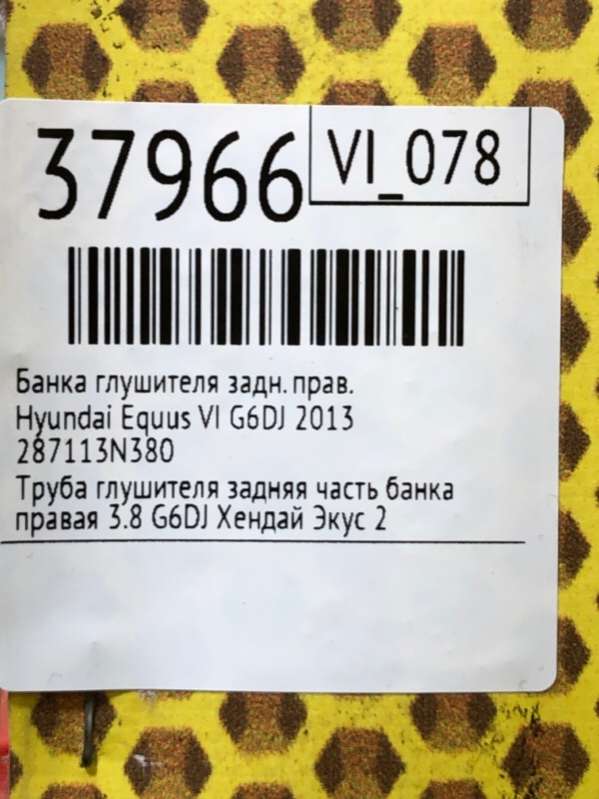 37966
VI_078
Банка глушителя задн. прав.
Hyundai Equus VI G6DJ 2013
287113N380
Труба глушителя задняя часть банка
правая 3.8 G6DJ Хендай Экус 2